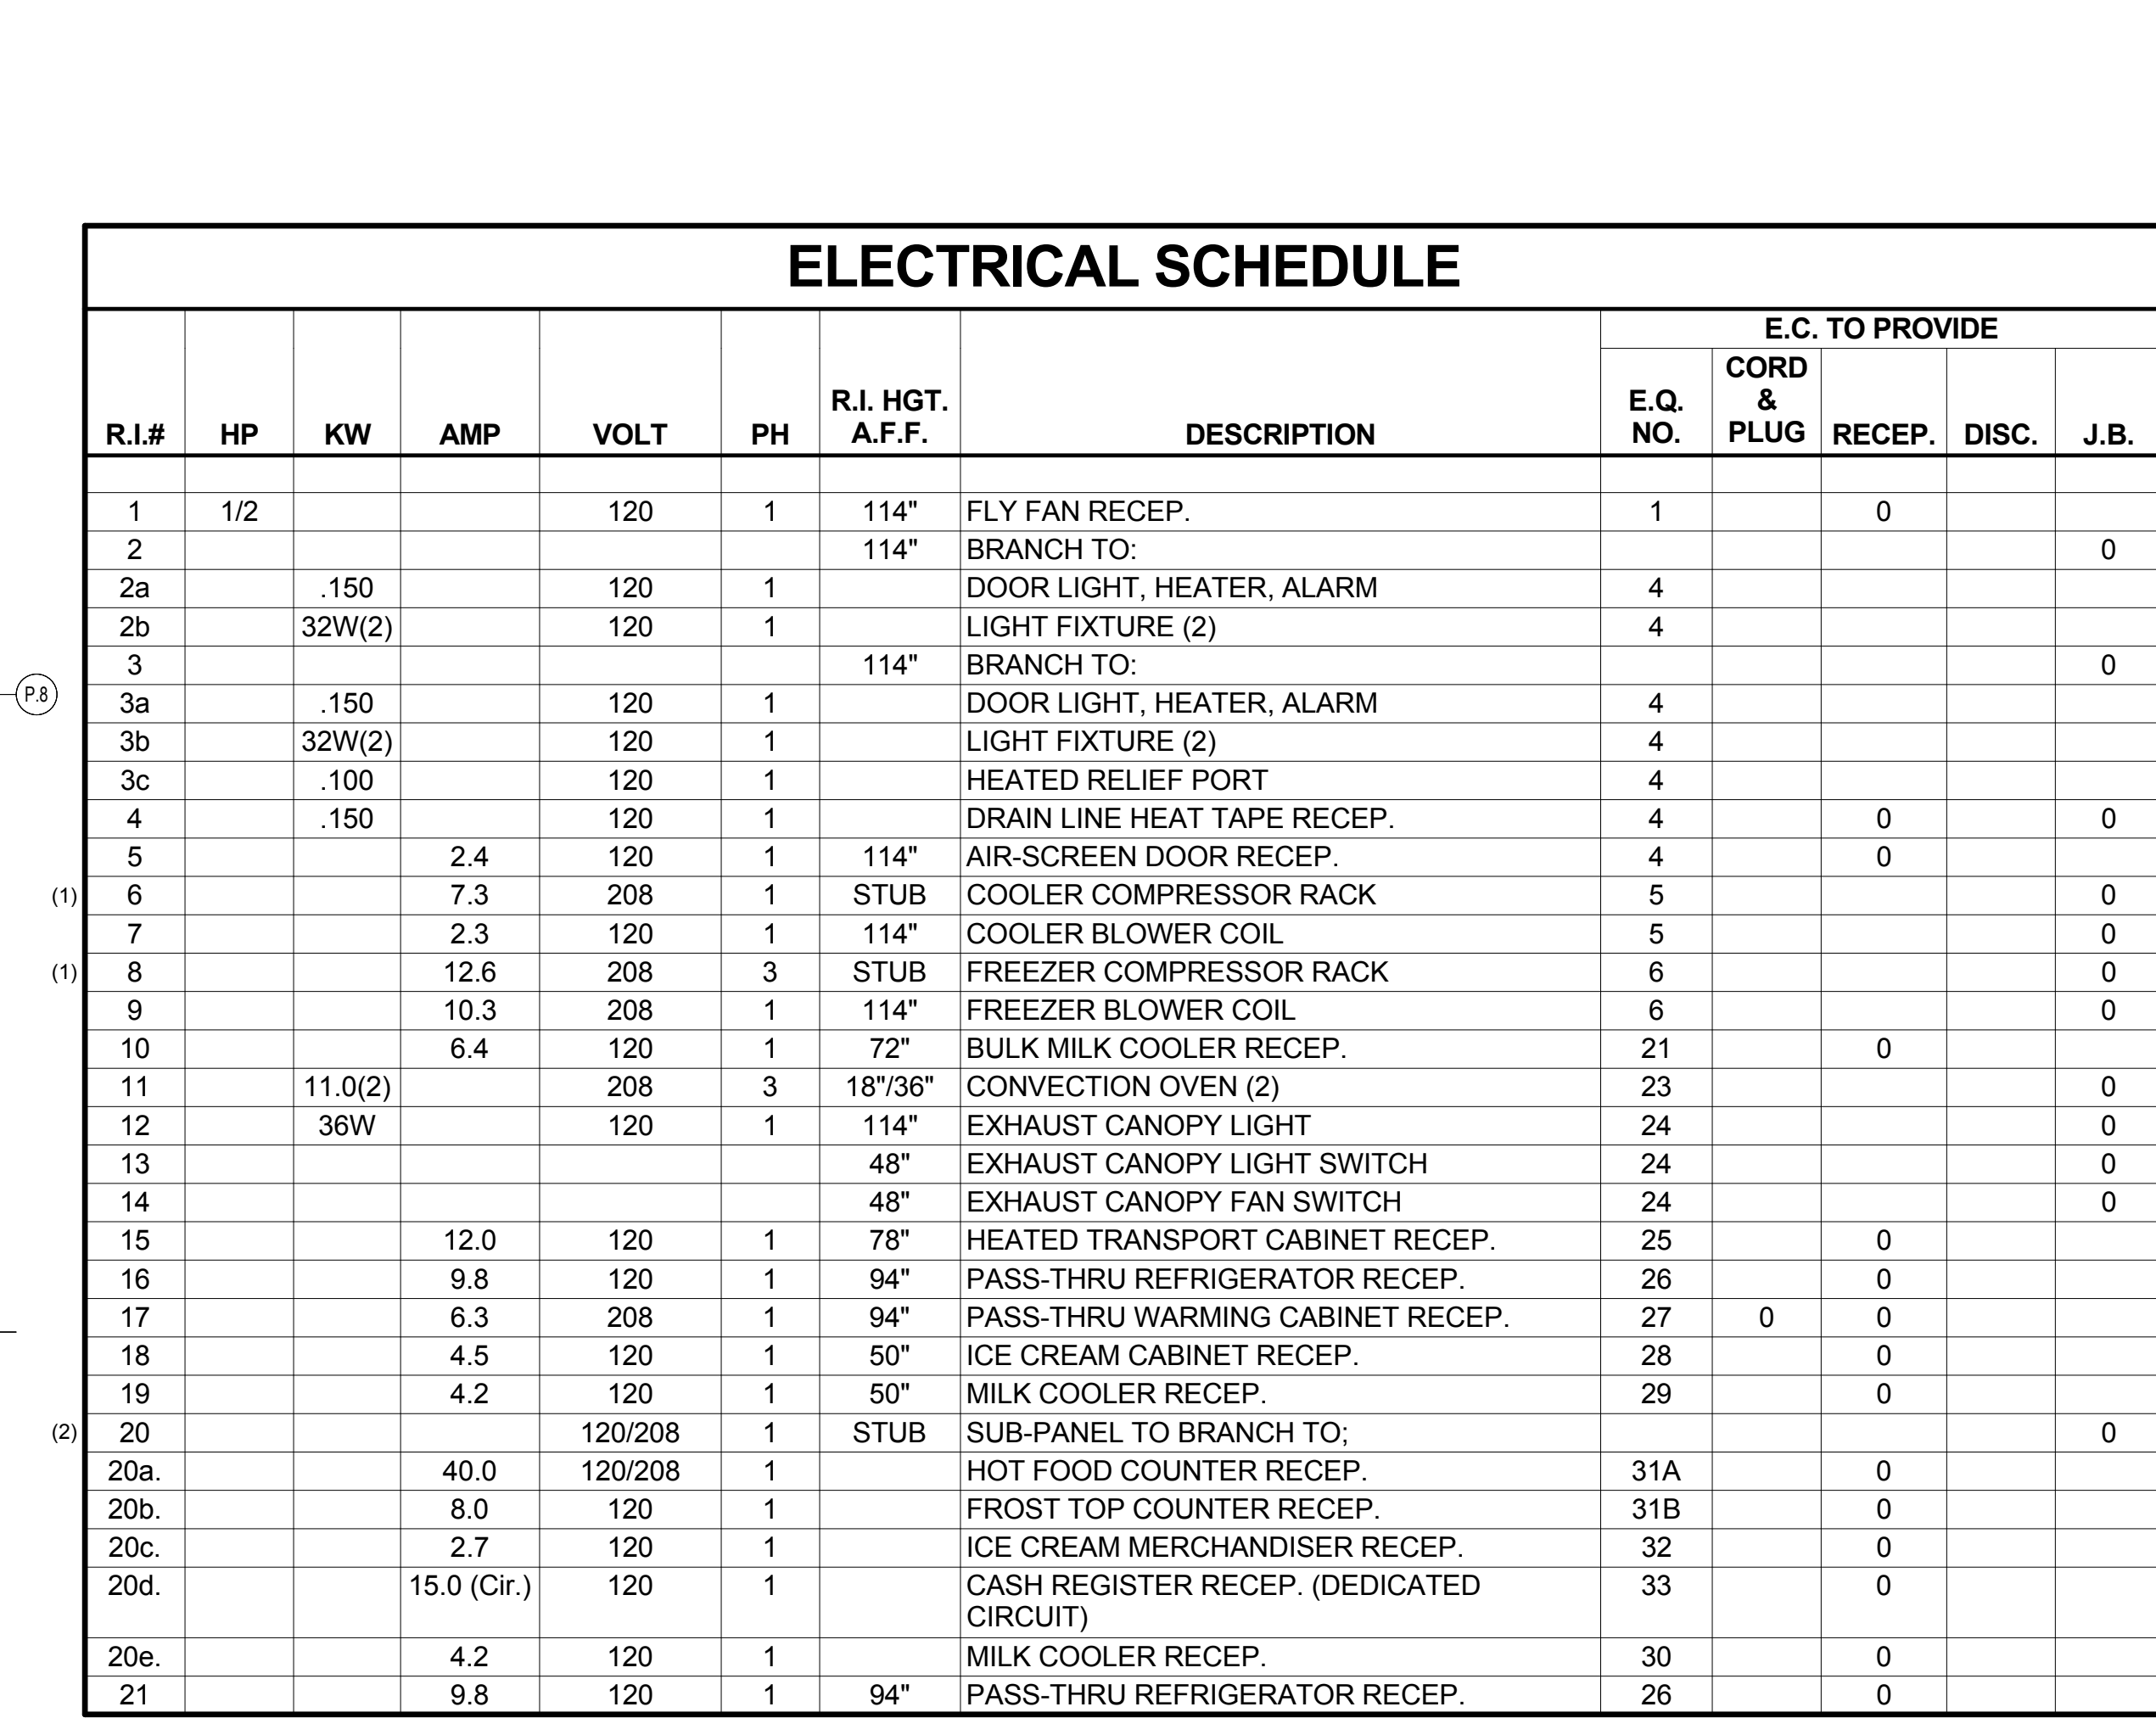 ELECTRICAL SCHEDULE
E.C. TO PROVIDE
R.I.# HP KW AMP VOLT PH R.I. HGT. A.F.F. DESCRIPTION E.Q. NO. CORD & PLUG RECEP. DISC. J.B.
1 1/2 120 1 114" FLY FAN RECEP. 1 0
2 114" BRANCH TO: 0
2a .150 120 1 DOOR LIGHT, HEATER, ALARM 4
2b 32W(2) 120 1 LIGHT FIXTURE (2) 4
3 114" BRANCH TO: 0
P.8
3a .150 120 1 DOOR LIGHT, HEATER, ALARM 4
3b 32W(2) 120 1 LIGHT FIXTURE (2) 4
3c .100 120 1 HEATED RELIEF PORT 4
4 .150 120 1 DRAIN LINE HEAT TAPE RECEP. 4 0 0
5 2.4 120 1 114" AIR-SCREEN DOOR RECEP. 4 0
(1) 6 7.3 208 1 STUB COOLER COMPRESSOR RACK 5 0
7 2.3 120 1 114" COOLER BLOWER COIL 5 0
(1) 8 12.6 208 3 STUB FREEZER COMPRESSOR RACK 6 0
9 10.3 208 1 114" FREEZER BLOWER COIL 6 0
10 6.4 120 1 72" BULK MILK COOLER RECEP. 21 0
11 11.0(2) 208 3 18"/36" CONVECTION OVEN (2) 23 0
12 36W 120 1 114" EXHAUST CANOPY LIGHT 24 0
13 48" EXHAUST CANOPY LIGHT SWITCH 24 0
14 48" EXHAUST CANOPY FAN SWITCH 24 0
15 12.0 120 1 78" HEATED TRANSPORT CABINET RECEP. 25 0
16 9.8 120 1 94" PASS-THRU REFRIGERATOR RECEP. 26 0
17 6.3 208 1 94" PASS-THRU WARMING CABINET RECEP. 27 0 0
18 4.5 120 1 50" ICE CREAM CABINET RECEP. 28 0
19 4.2 120 1 50" MILK COOLER RECEP. 29 0
(2) 20 120/208 1 STUB SUB-PANEL TO BRANCH TO; 0
20a. 40.0 120/208 1 HOT FOOD COUNTER RECEP. 31A 0
20b. 8.0 120 1 FROST TOP COUNTER RECEP. 31B 0
20c. 2.7 120 1 ICE CREAM MERCHANDISER RECEP. 32 0
20d. 15.0 (Cir.) 120 1 CASH REGISTER RECEP. (DEDICATED 33 0
CIRCUIT)
20e. 4.2 120 1 MILK COOLER RECEP. 30 0
21 9.8 120 1 94" PASS-THRU REFRIGERATOR RECEP. 26 0